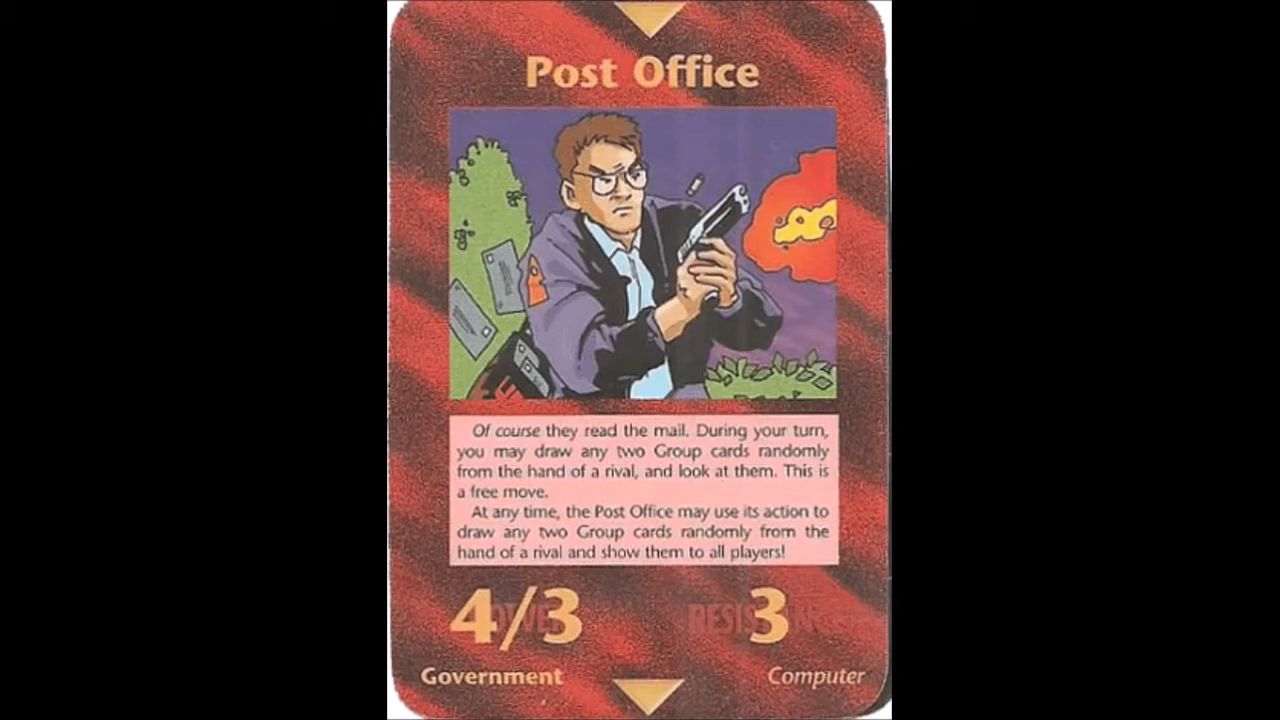 Post Office
Of course they read the mail. During your turn,
you may draw any two Group cards randomly
from the hand of a rival, and look at them. This is
a free move.
At any time, the Post Office may use its action to
draw any two Group cards randomly from the
hand of a rival and show them to all players!
4/3
3
Government
Computer